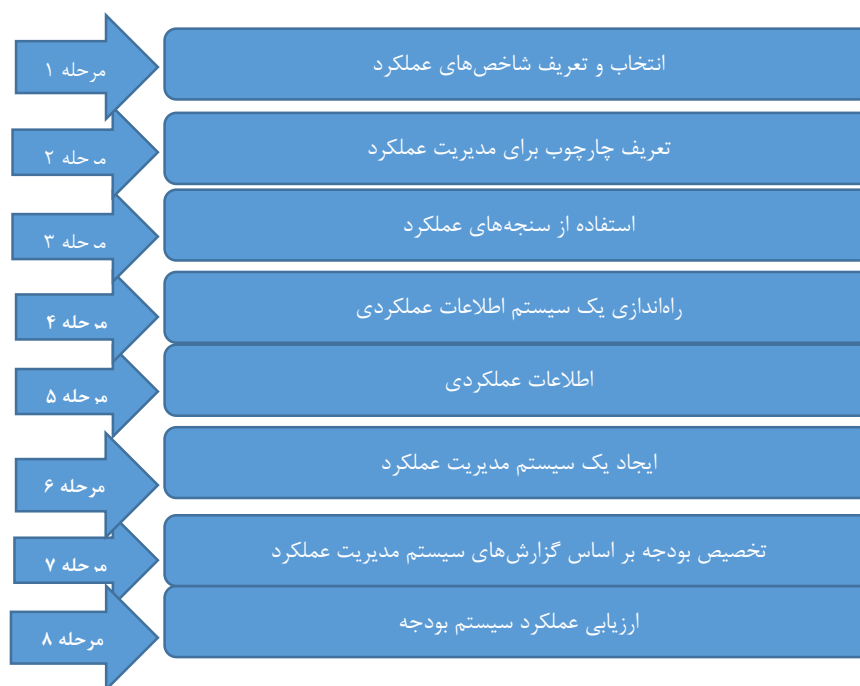 مرحله ۱
انتخاب و تعریف شاخص‌های عملکرد
مرحله ۲
تعریف چارچوب برای مدیریت عملکرد
مرحله ۳
استفاده از سنجه‌های عملکرد
مرحله ۴
راه‌اندازی یک سیستم اطلاعات عملکردی
مرحله ۵
اطلاعات عملکردی
مرحله ۶
ایجاد یک سیستم مدیریت عملکرد
مرحله ۷
تخصیص بودجه بر اساس گزارش‌های سیستم مدیریت عملکرد
مرحله ۸
ارزیابی عملکرد سیستم بودجه